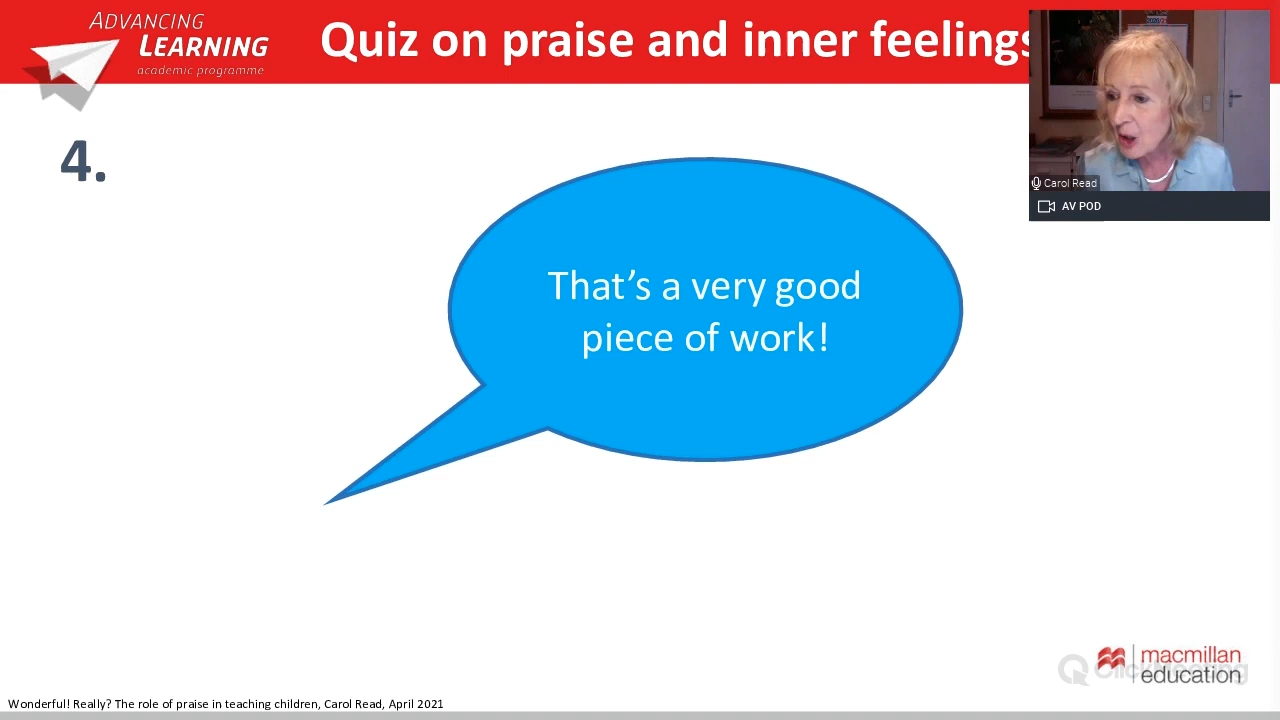 ADVANCING
LEARNING
academic programme
Quiz on praise and inner feelings
4.
That's a very good
piece of work!
Carol Read
AV POD
macmillan
education
ClickMeeting
Wonderful! Really? The role of praise in teaching children, Carol Read, April 2021